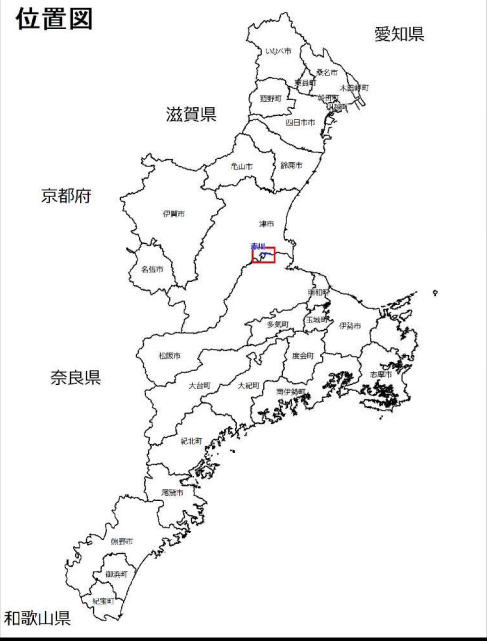 位置図
愛知県
いなべ市
桑名市
東員町
木曽岬町
菰野町
朝日町
川越町
四日市市
滋賀県
亀山市
鈴鹿市
京都府
伊賀市
津市
赤川
名張市
明和町
玉城町
伊勢市
多気町
松阪市
度会町
奈良県
大台町
大紀町
志摩市
南伊勢町
紀北町
尾鷲市
熊野市
御浜町
紀宝町
和歌山県